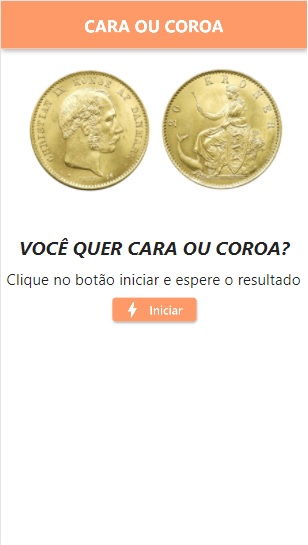 CARA OU COROA
CHRISTIAN IX KONGE AF DANMARK
20 KRONER
VOCÊ QUER CARA OU COROA?
Clique no botão iniciar e espere o resultado
Iniciar